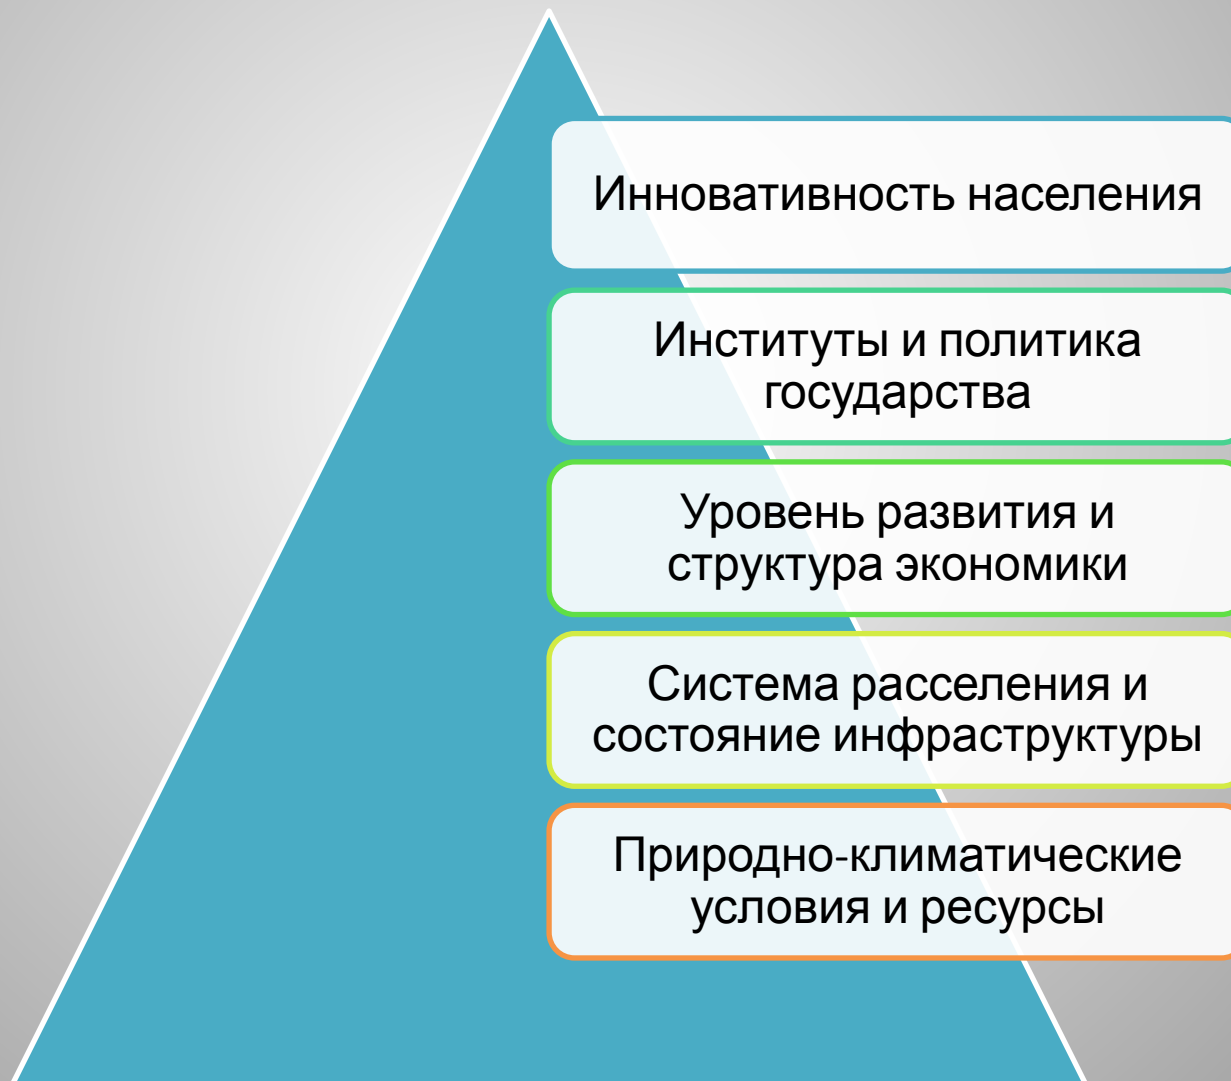 Инновативность населения
Институты и политика
государства
Уровень развития и
структура экономики
Система расселения и
состояние инфраструктуры
Природно-климатические
условия и ресурсы